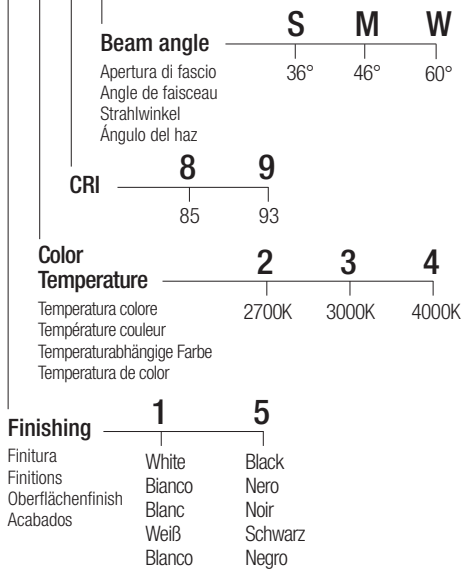 S M W
Beam angle
Apertura di fascio
Angle de faisceau
Strahlwinkel
Ángulo del haz
36° 46° 60°
8 9
CRI
85 93
Color
Temperature
2 3 4
Temperatura colore
Température couleur
Temperaturabhängige Farbe
Temperatura de color
2700K 3000K 4000K
1 5
Finishing
Finitura
Finitions
Oberflächenfinish
Acabados
White Black
Bianco Nero
Blanc Noir
Weiß Schwarz
Blanco Negro